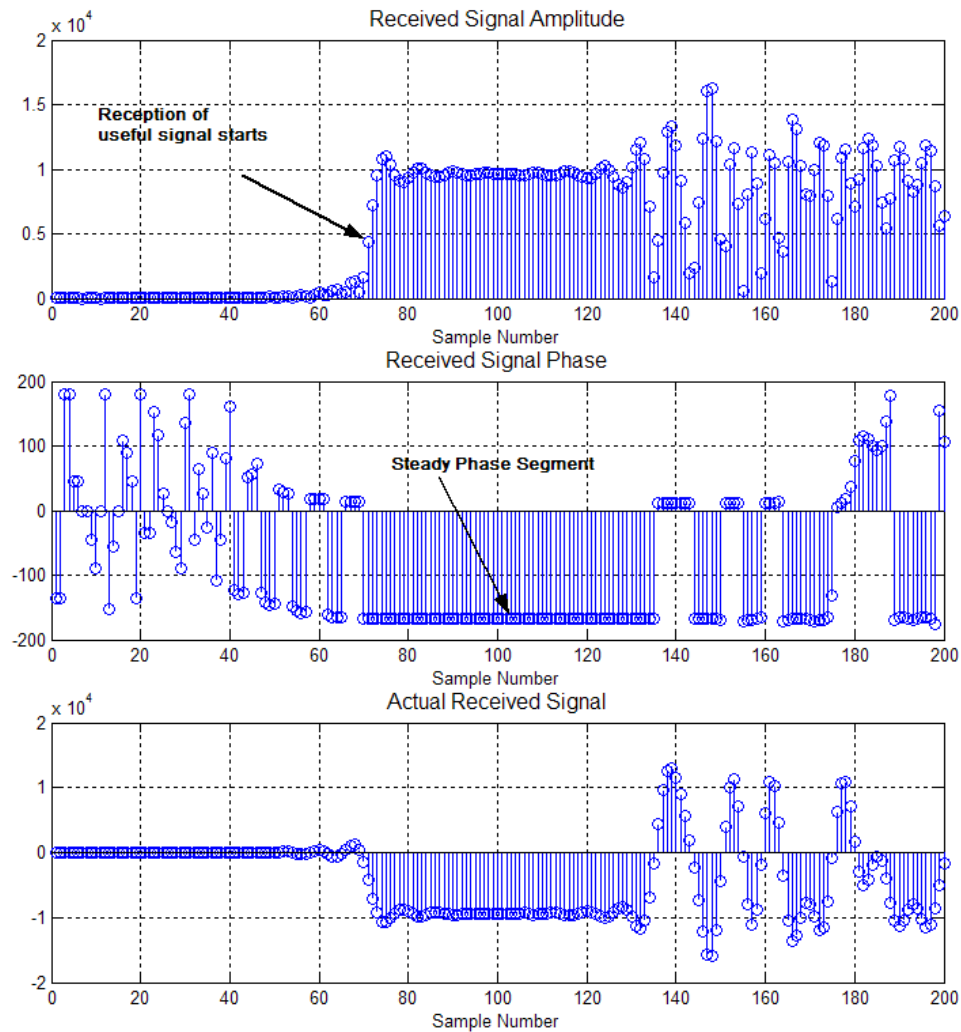 Received Signal Amplitude
x 10^4
2
1.5
1
0.5
0
Reception of
useful signal starts
0 20 40 60 80 100 120 140 160 180 200
Sample Number
Received Signal Phase
200
100
0
-100
-200
Steady Phase Segment
0 20 40 60 80 100 120 140 160 180 200
Sample Number
Actual Received Signal
x 10^4
2
1
0
-1
-2
0 20 40 60 80 100 120 140 160 180 200
Sample Number